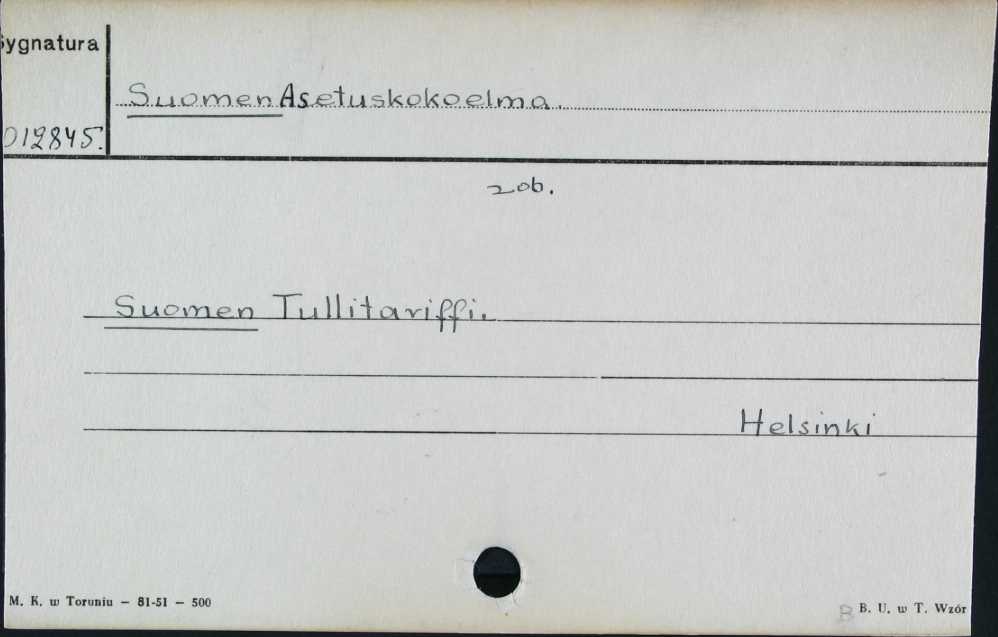 Sygnatura
Suomen Asetuskokoelma.
012845.
zob.
Suomen Tullitariffi.
Helsinki
M. K. w Toruniu – 81-51 – 500
B B. U. w T. Wzór